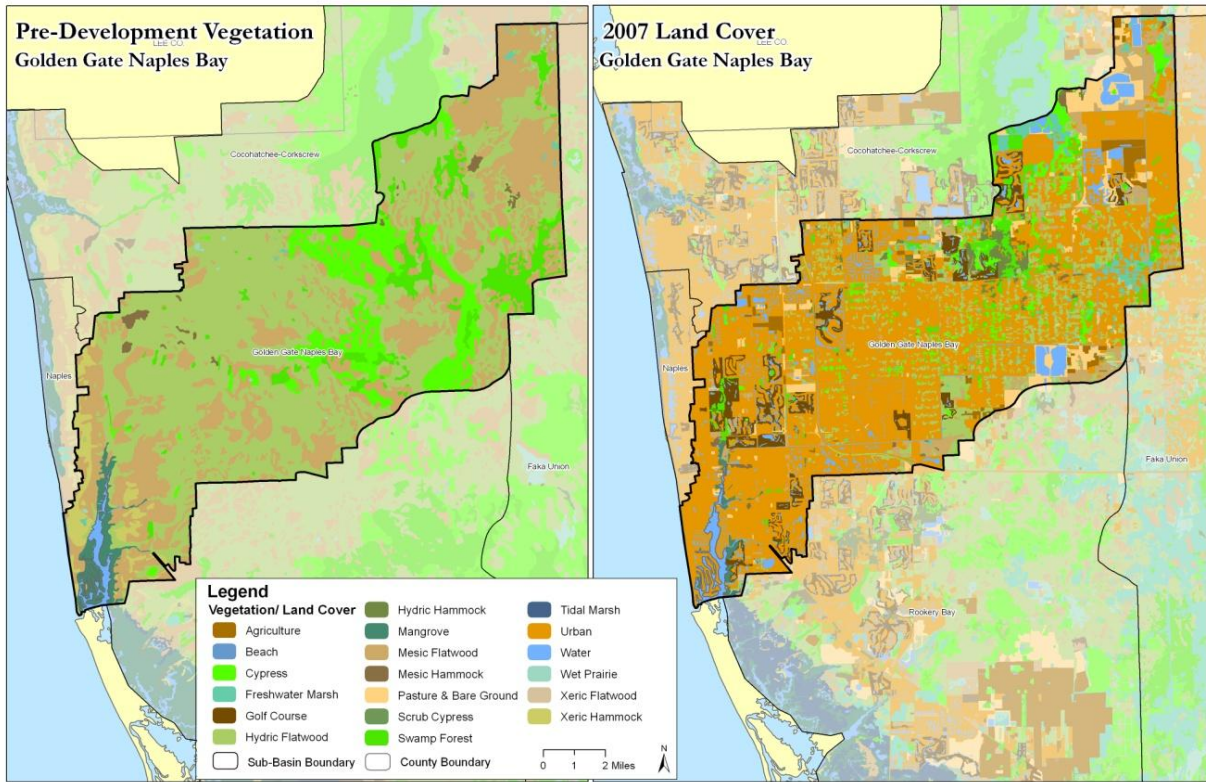 Pre-Development Vegetation
LEE CO.
Golden Gate Naples Bay
Cocohatchee-Corkscrew
Golden Gate Naples Bay
Naples
Faka Union
2007 Land Cover
LEE CO.
Golden Gate Naples Bay
Cocohatchee-Corkscrew
Golden Gate Naples Bay
Naples
Faka Union
Rookery Bay
Legend
Vegetation/ Land Cover
Agriculture
Beach
Cypress
Freshwater Marsh
Golf Course
Hydric Flatwood
Sub-Basin Boundary
Hydric Hammock
Mangrove
Mesic Flatwood
Mesic Hammock
Pasture & Bare Ground
Scrub Cypress
Swamp Forest
County Boundary
Tidal Marsh
Urban
Water
Wet Prairie
Xeric Flatwood
Xeric Hammock
0 1 2 Miles
N